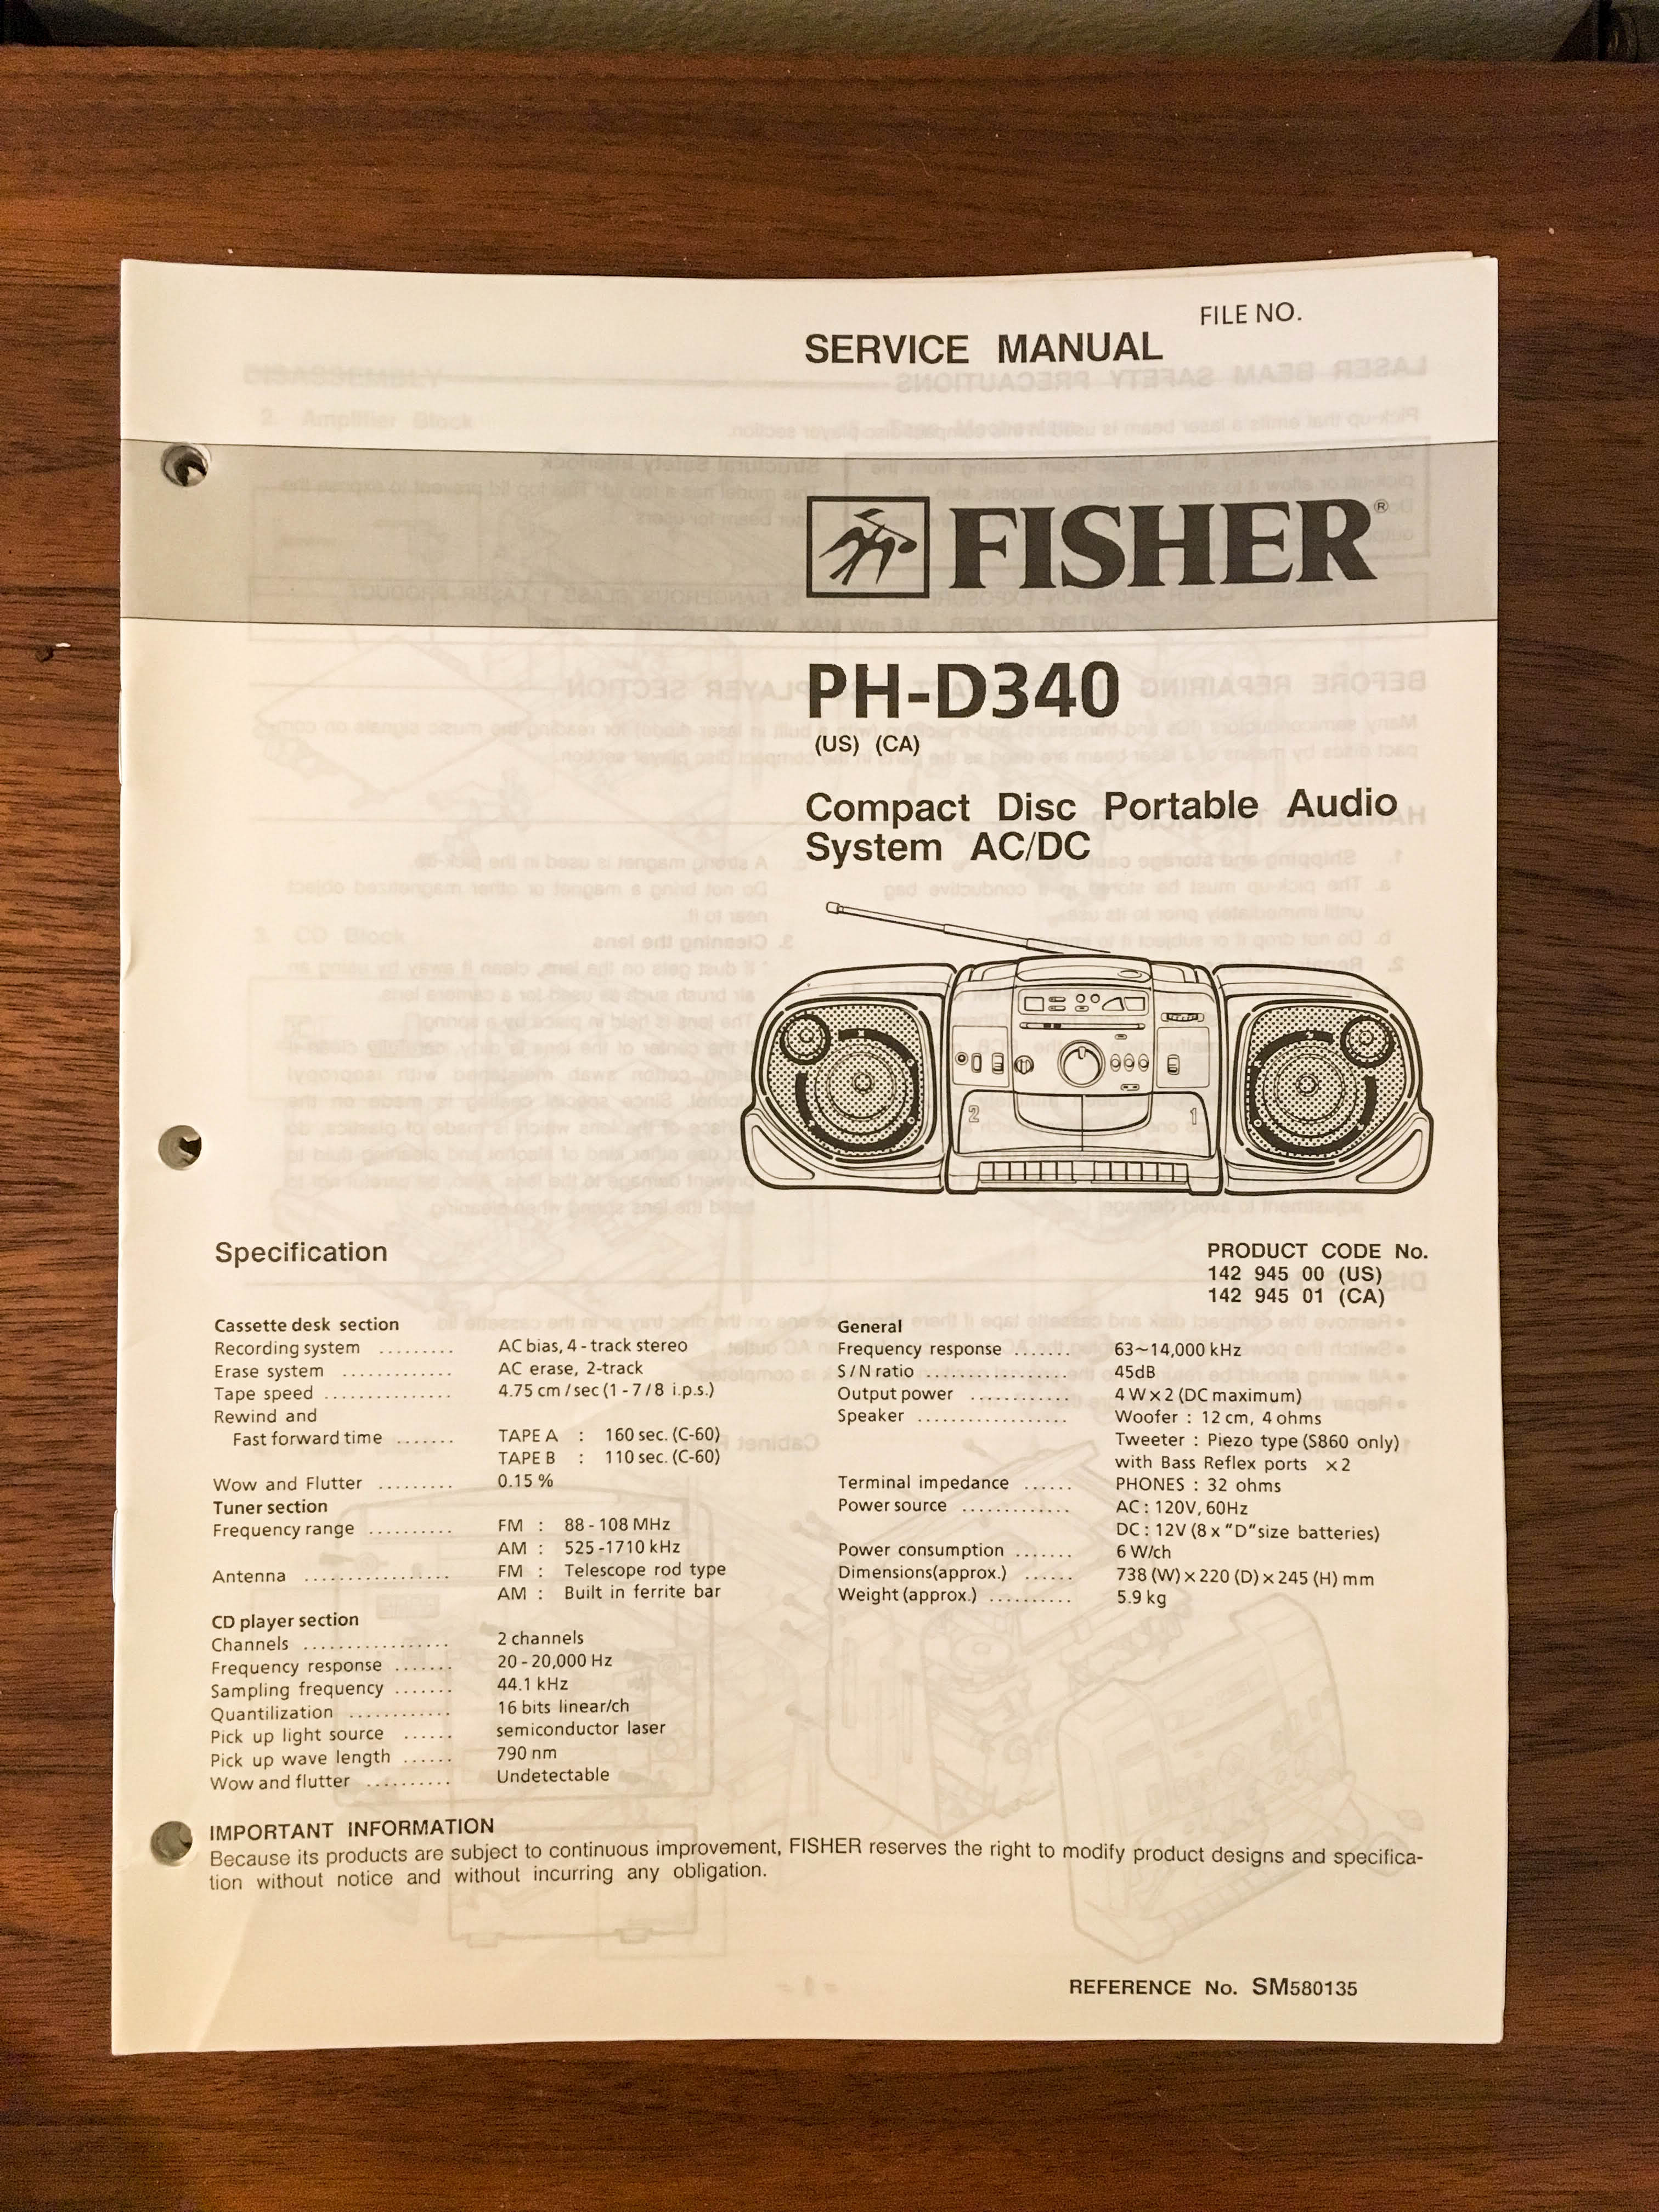 FILE NO.
SERVICE MANUAL
FISHER®
PH-D340
(US) (CA)
Compact Disc Portable Audio
System AC/DC
2 1
Specification
PRODUCT CODE No.
142 945 00 (US)
142 945 01 (CA)
Cassette desk section
Recording system ......... AC bias, 4 - track stereo
Erase system ............. AC erase, 2-track
Tape speed ............... 4.75 cm / sec (1 - 7 / 8 i.p.s.)
Rewind and
Fast forward time ....... TAPE A : 160 sec. (C-60)
TAPE B : 110 sec. (C-60)
Wow and Flutter ......... 0.15 %
Tuner section
Frequency range .......... FM : 88 - 108 MHz
AM : 525 -1710 kHz
Antenna ................. FM : Telescope rod type
AM : Built in ferrite bar
CD player section
Channels ................. 2 channels
Frequency response ....... 20 - 20,000 Hz
Sampling frequency ....... 44.1 kHz
Quantilization ............ 16 bits linear/ch
Pick up light source ...... semiconductor laser
Pick up wave length ...... 790 nm
Wow and flutter .......... Undetectable
General
Frequency response ....... 63~14,000 kHz
S / N ratio ................. 45dB
Output power ............ 4 W x 2 (DC maximum)
Speaker .................. Woofer : 12 cm, 4 ohms
Tweeter : Piezo type (S860 only)
with Bass Reflex ports x 2
Terminal impedance ...... PHONES : 32 ohms
Power source ............. AC : 120V, 60Hz
DC : 12V (8 x "D"size batteries)
Power consumption ....... 6 W/ch
Dimensions(approx.) ...... 738 (W) x 220 (D) x 245 (H) mm
Weight (approx.) .......... 5.9 kg
IMPORTANT INFORMATION
Because its products are subject to continuous improvement, FISHER reserves the right to modify product designs and specifica-
tion without notice and without incurring any obligation.
REFERENCE No. SM580135